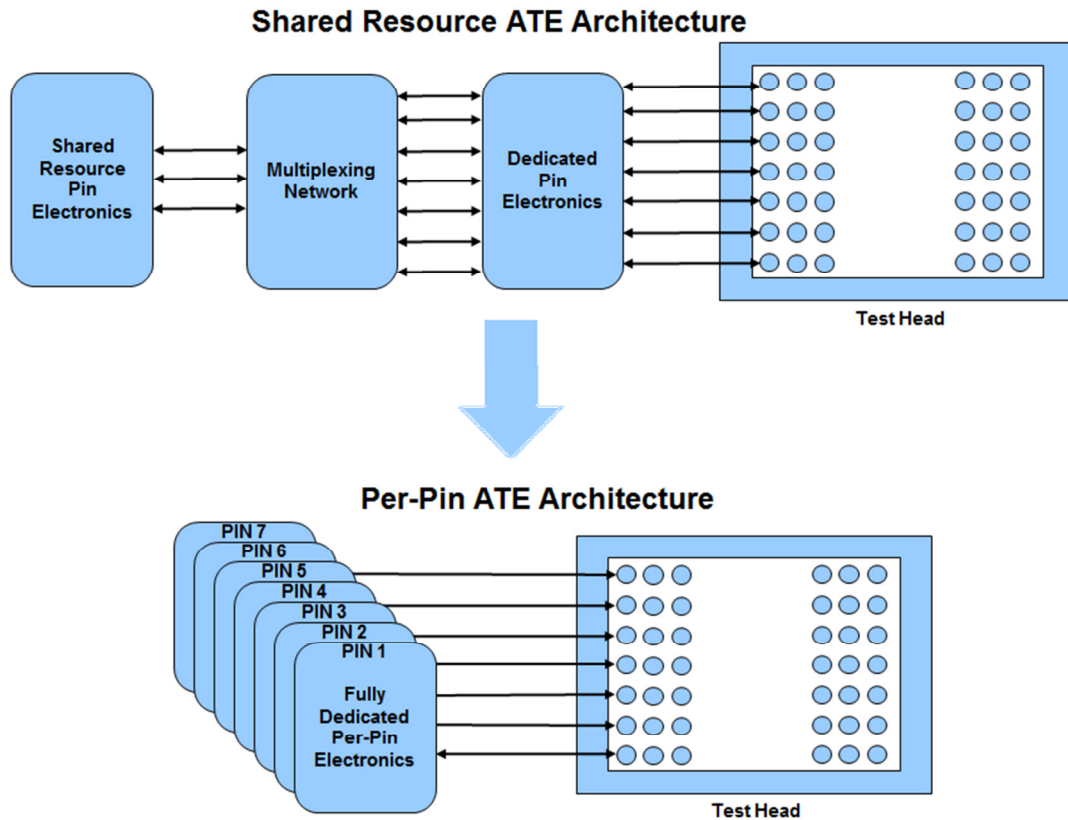 Shared Resource ATE Architecture
Shared
Resource
Pin
Electronics
Multiplexing
Network
Dedicated
Pin
Electronics
Test Head
Per-Pin ATE Architecture
PIN 7
PIN 6
PIN 5
PIN 4
PIN 3
PIN 2
PIN 1
Fully
Dedicated
Per-Pin
Electronics
Test Head